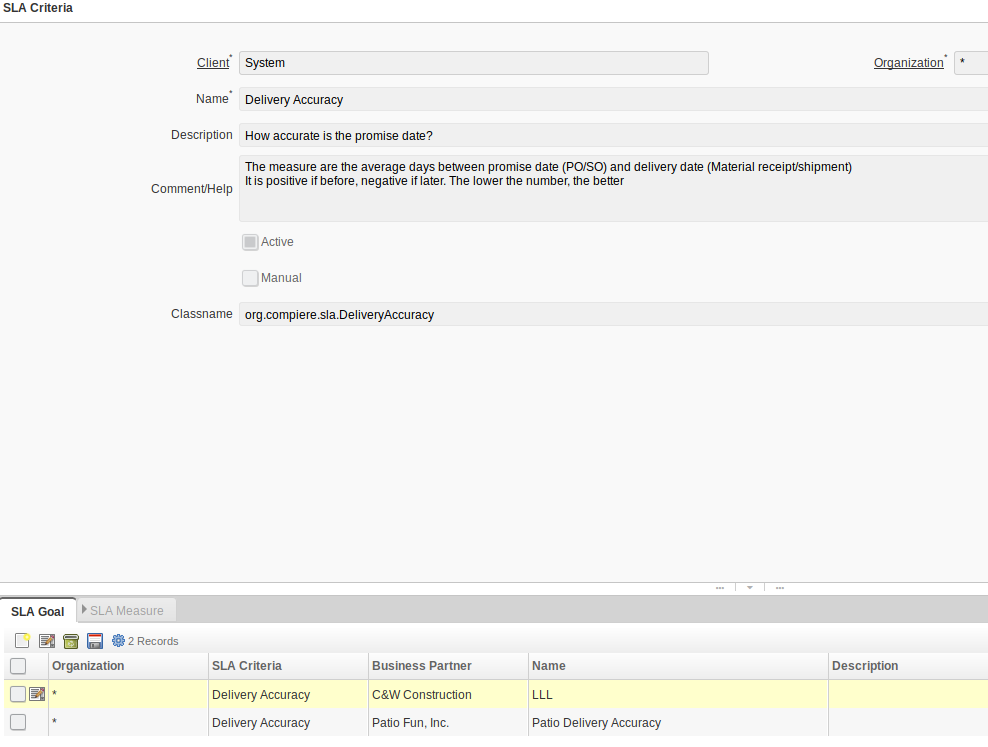 SLA Criteria
Client* System Organization* *
Name* Delivery Accuracy
Description How accurate is the promise date?
Comment/Help The measure are the average days between promise date (PO/SO) and delivery date (Material receipt/shipment)
It is positive if before, negative if later. The lower the number, the better
Active
Manual
Classname org.compiere.sla.DeliveryAccuracy
SLA Goal SLA Measure
2 Records
Organization SLA Criteria Business Partner Name Description
* Delivery Accuracy C&W Construction LLL
* Delivery Accuracy Patio Fun, Inc. Patio Delivery Accuracy